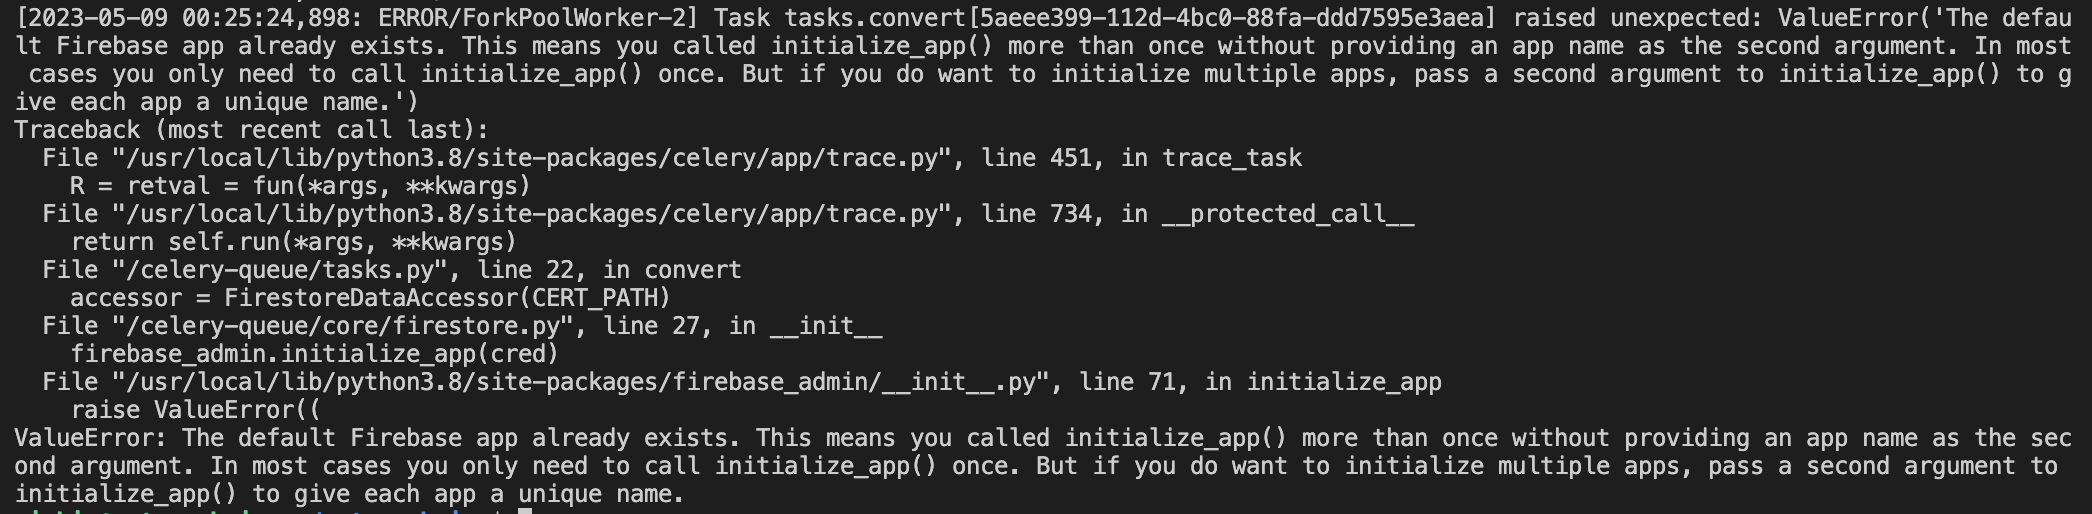 [2023-05-09 00:25:24,898: ERROR/ForkPoolWorker-2] Task tasks.convert[5aeee399-112d-4bc0-88fa-ddd7595e3aea] raised unexpected: ValueError('The defau
lt Firebase app already exists. This means you called initialize_app() more than once without providing an app name as the second argument. In most
 cases you only need to call initialize_app() once. But if you do want to initialize multiple apps, pass a second argument to initialize_app() to g
ive each app a unique name.')
Traceback (most recent call last):
  File "/usr/local/lib/python3.8/site-packages/celery/app/trace.py", line 451, in trace_task
    R = retval = fun(*args, **kwargs)
  File "/usr/local/lib/python3.8/site-packages/celery/app/trace.py", line 734, in __protected_call__
    return self.run(*args, **kwargs)
  File "/celery-queue/tasks.py", line 22, in convert
    accessor = FirestoreDataAccessor(CERT_PATH)
  File "/celery-queue/core/firestore.py", line 27, in __init__
    firebase_admin.initialize_app(cred)
  File "/usr/local/lib/python3.8/site-packages/firebase_admin/__init__.py", line 71, in initialize_app
    raise ValueError((
ValueError: The default Firebase app already exists. This means you called initialize_app() more than once without providing an app name as the sec
ond argument. In most cases you only need to call initialize_app() once. But if you do want to initialize multiple apps, pass a second argument to
initialize_app() to give each app a unique name.